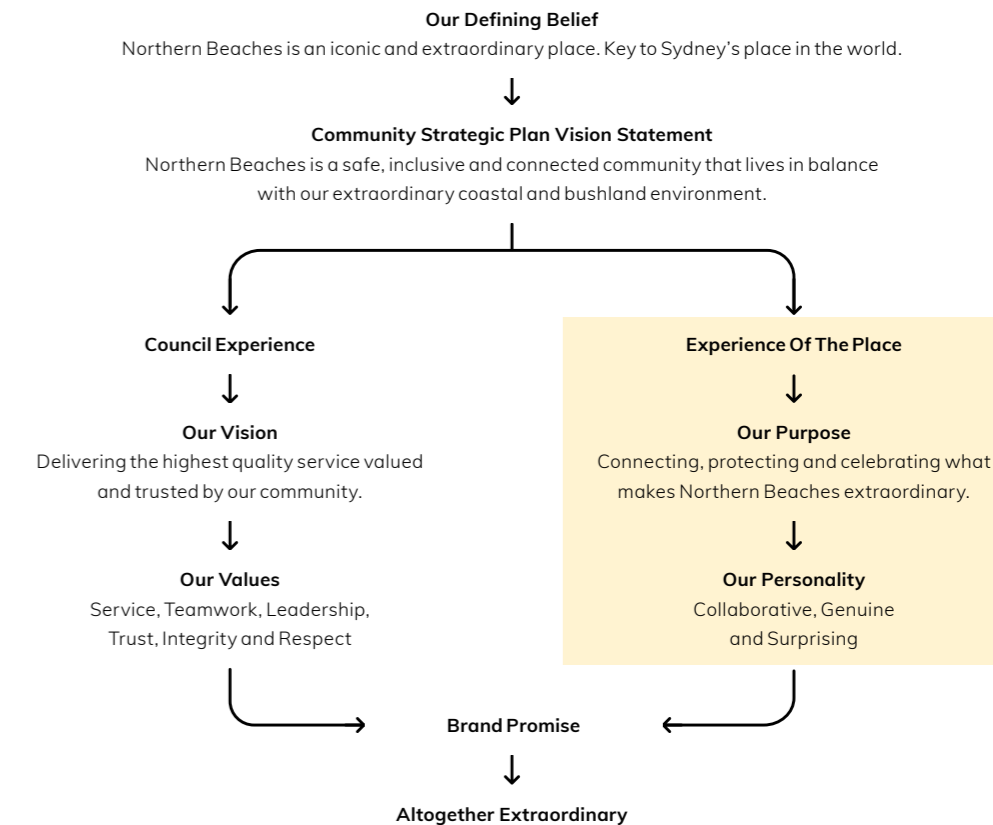 Our Defining Belief
Northern Beaches is an iconic and extraordinary place. Key to Sydney's place in the world.
Community Strategic Plan Vision Statement
Northern Beaches is a safe, inclusive and connected community that lives in balance
with our extraordinary coastal and bushland environment.
Council Experience
Our Vision
Delivering the highest quality service valued
and trusted by our community.
Our Values
Service, Teamwork, Leadership,
Trust, Integrity and Respect
Experience Of The Place
Our Purpose
Connecting, protecting and celebrating what
makes Northern Beaches extraordinary.
Our Personality
Collaborative, Genuine
and Surprising
Brand Promise
Altogether Extraordinary